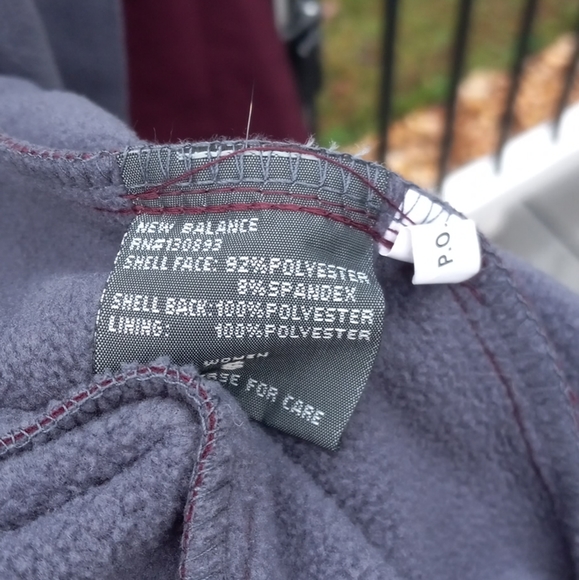 NEW BALANCE
RN#130893
SHELL FACE: 92%POLYESTER
8%SPANDEX
SHELL BACK: 100%POLYESTER
LINING: 100%POLYESTER
FOR CARE
P.O.